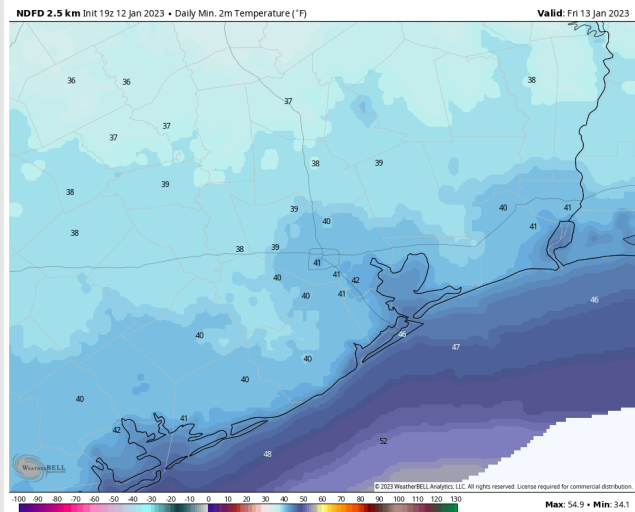 NDFD 2.5 km Init 19z 12 Jan 2023 • Daily Min. 2m Temperature (°F)
Valid: Fri 13 Jan 2023
36 36 38
37
37
37
38 39
39
38
39 40 41
40
41
38
38 39
41
41
40 42
40 41 46
40 46
47
40
40
40
41
42
52
48
WEATHERBELL
© 2023 WeatherBELL Analytics, LLC. All rights reserved. License required for commercial distribution.
-100 -90 -80 -70 -60 -50 -40 -30 -20 -10 0 10 20 30 40 50 60 70 80 90 100 110 120 130
Max: 54.9 • Min: 34.1